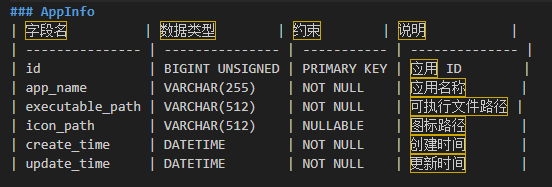 ### AppInfo
| 字段名          | 数据类型        | 约束        | 说明          |
| --------------- | --------------- | ----------- | ------------- |
| id              | BIGINT UNSIGNED | PRIMARY KEY | 应用 ID       |
| app_name        | VARCHAR(255)    | NOT NULL    | 应用名称      |
| executable_path | VARCHAR(512)    | NOT NULL    | 可执行文件路径 |
| icon_path       | VARCHAR(512)    | NULLABLE    | 图标路径      |
| create_time     | DATETIME        | NOT NULL    | 创建时间      |
| update_time     | DATETIME        | NOT NULL    | 更新时间      |